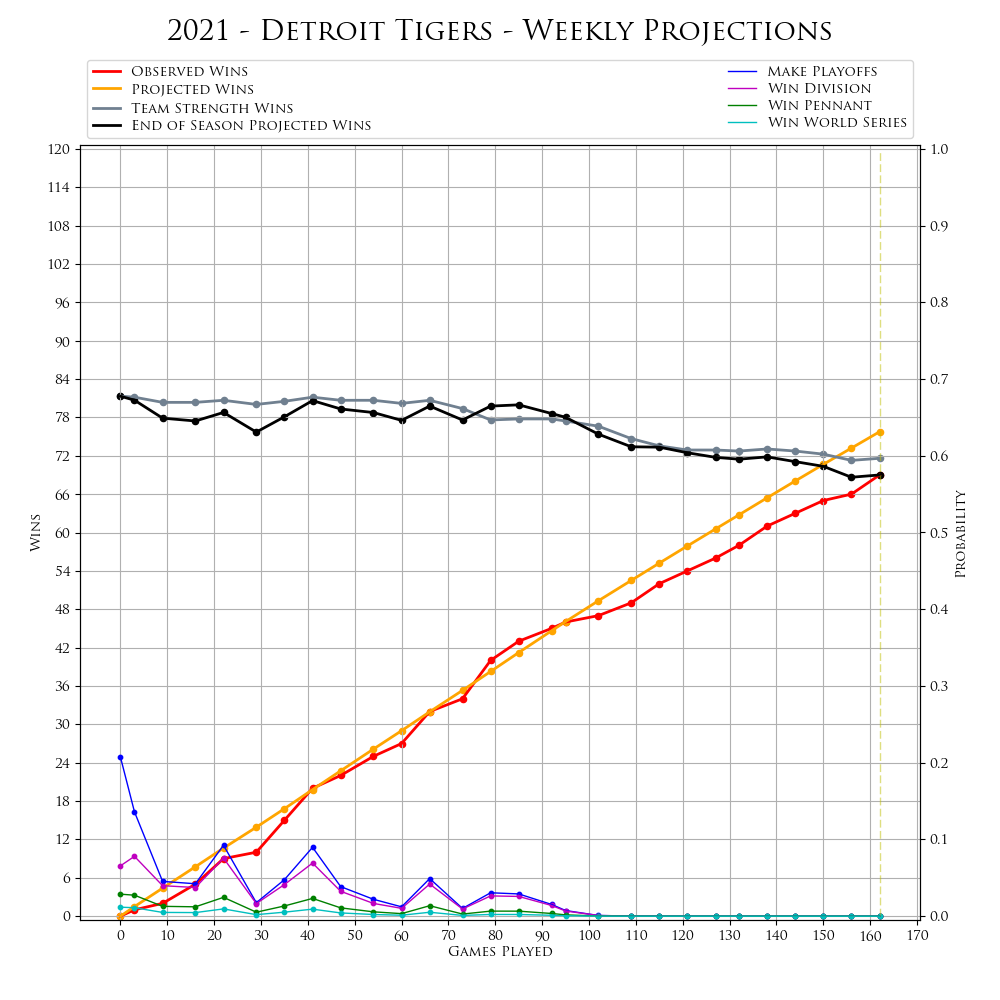 2021 - Detroit Tigers - Weekly Projections
Observed Wins
Projected Wins
Team Strength Wins
End of Season Projected Wins
Make Playoffs
Win Division
Win Pennant
Win World Series
120
114
108
102
96
90
84
78
72
66
60
54
48
42
36
30
24
18
12
6
0
Wins
1.0
0.9
0.8
0.7
0.6
0.5
0.4
0.3
0.2
0.1
0.0
Probability
0 10 20 30 40 50 60 70 80 90 100 110 120 130 140 150 160 170
Games Played